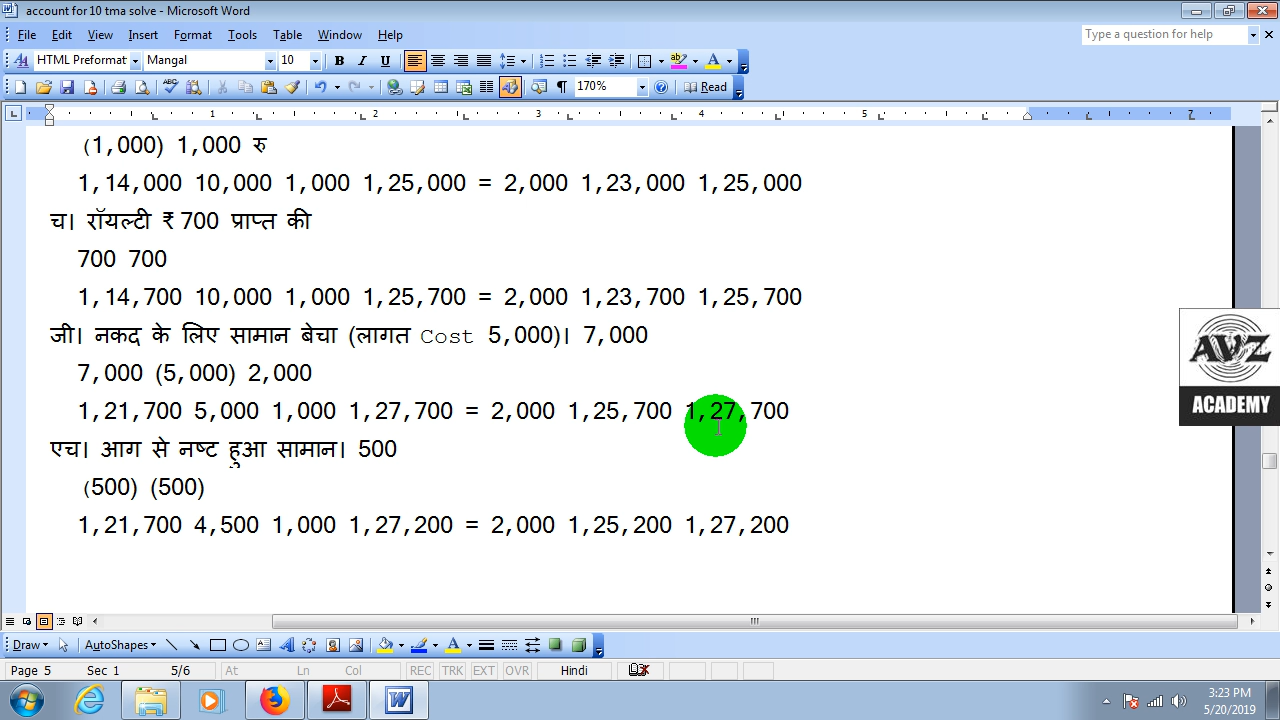 account for 10 tma solve - Microsoft Word
File Edit View Insert Format Tools Table Window Help
Type a question for help
HTML Preformat Mangal 10 B I U
170% Read
1 2 3 4 5 6 7
(1,000) 1,000 रु
1,14,000 10,000 1,000 1,25,000 = 2,000 1,23,000 1,25,000
च। रॉयल्टी ₹ 700 प्राप्त की
700 700
1,14,700 10,000 1,000 1,25,700 = 2,000 1,23,700 1,25,700
जी। नकद के लिए सामान बेचा (लागत Cost 5,000)। 7,000
7,000 (5,000) 2,000
1,21,700 5,000 1,000 1,27,700 = 2,000 1,25,700 1,27,700
एच। आग से नष्ट हुआ सामान। 500
(500) (500)
1,21,700 4,500 1,000 1,27,200 = 2,000 1,25,200 1,27,200
AVZ
ACADEMY
Draw AutoShapes
Page 5 Sec 1 5/6 At Ln Col REC TRK EXT OVR Hindi
3:23 PM
5/20/2019